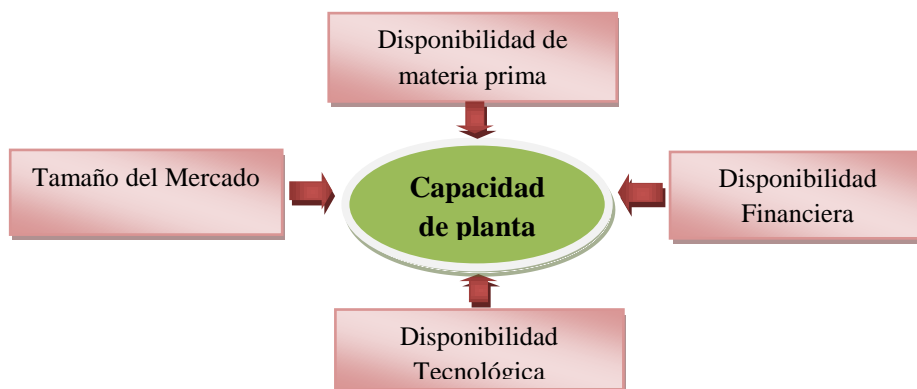 Disponibilidad de
materia prima
Tamaño del Mercado
Capacidad
de planta
Disponibilidad
Financiera
Disponibilidad
Tecnológica